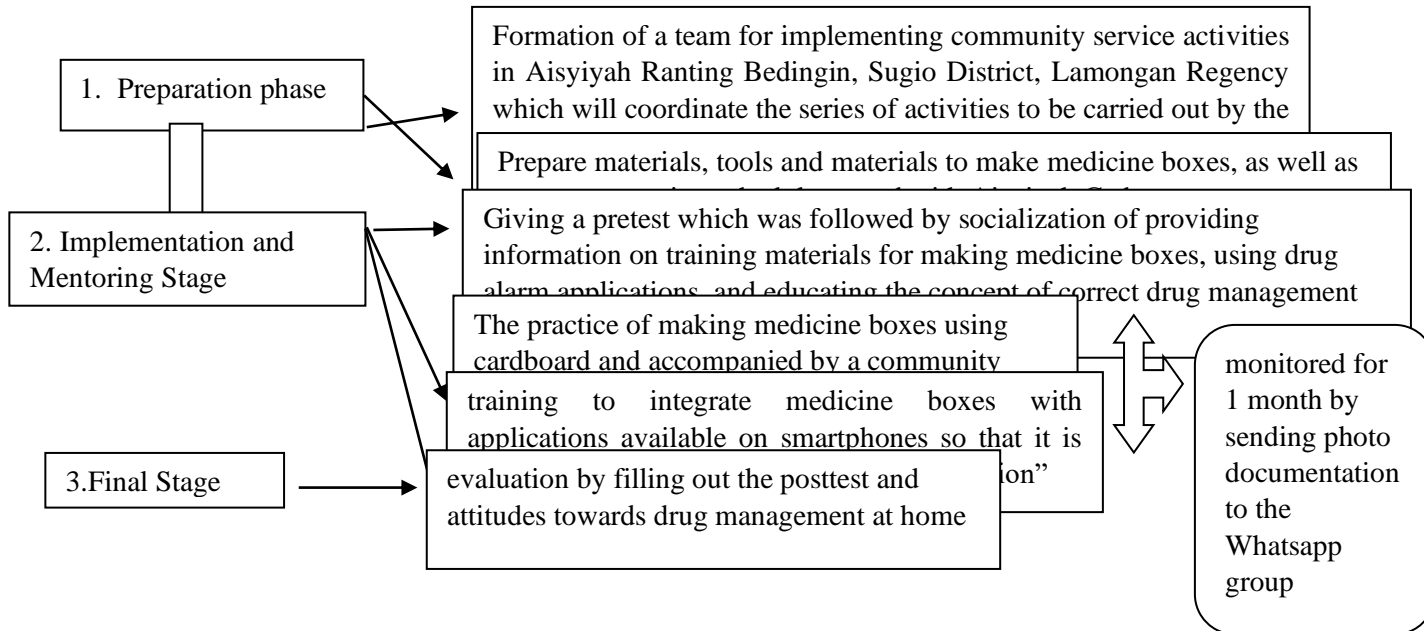 1. Preparation phase
Formation of a team for implementing community service activities
in Aisyiyah Ranting Bedingin, Sugio District, Lamongan Regency
which will coordinate the series of activities to be carried out by the
Prepare materials, tools and materials to make medicine boxes, as well as
2. Implementation and
Mentoring Stage
Giving a pretest which was followed by socialization of providing
information on training materials for making medicine boxes, using drug
alarm applications, and educating the concept of correct drug management
The practice of making medicine boxes using
cardboard and accompanied by a community
training to integrate medicine boxes with
applications available on smartphones so that it is
ion”
monitored for
1 month by
sending photo
documentation
to the
Whatsapp
group
3.Final Stage
evaluation by filling out the posttest and
attitudes towards drug management at home